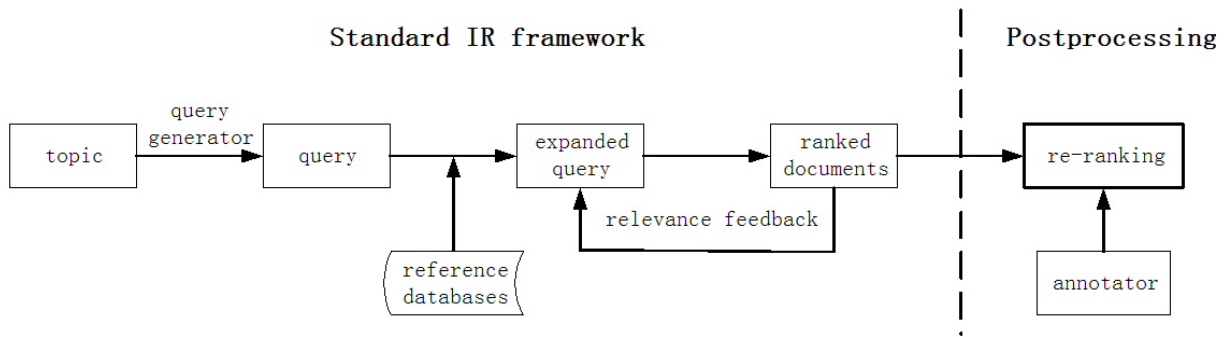 Standard IR framework
Postprocessing
query
generator
topic
query
expanded
query
ranked
documents
re-ranking
relevance feedback
reference
databases
annotator